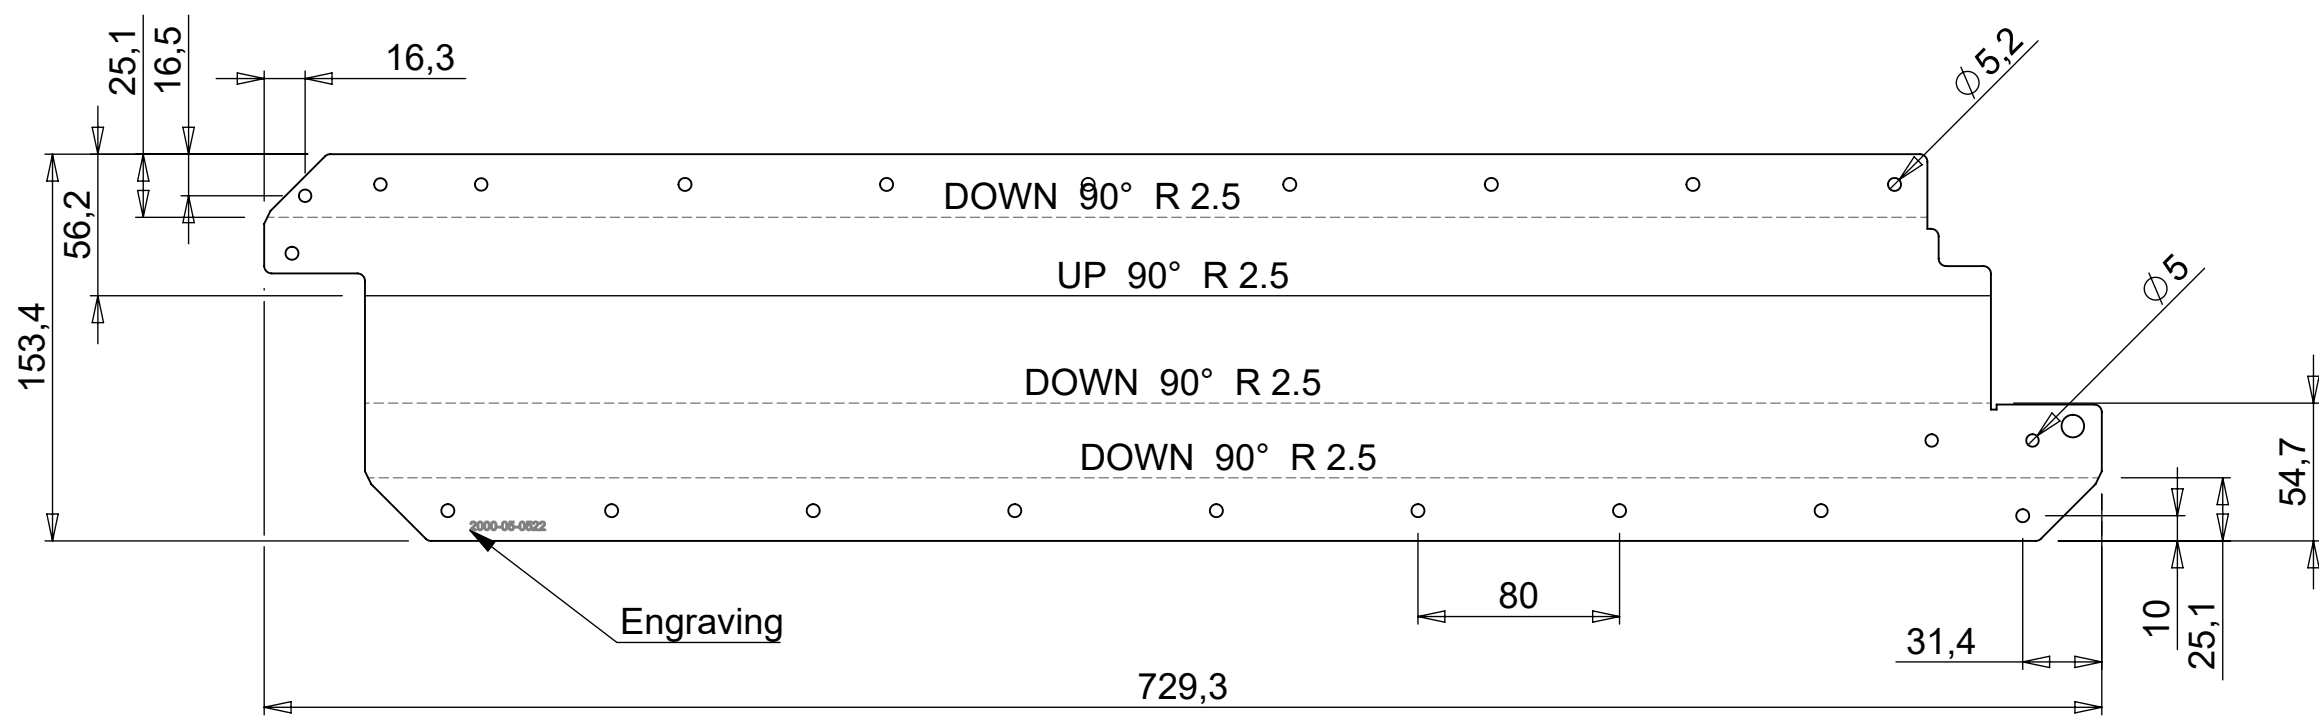 25,1
16,5
16,3
⌀ 5,2
56,2
153,4
DOWN 90° R 2.5
UP 90° R 2.5
⌀ 5
DOWN 90° R 2.5
DOWN 90° R 2.5
54,7
2000-05-0522
Engraving
80
10
25,1
31,4
729,3